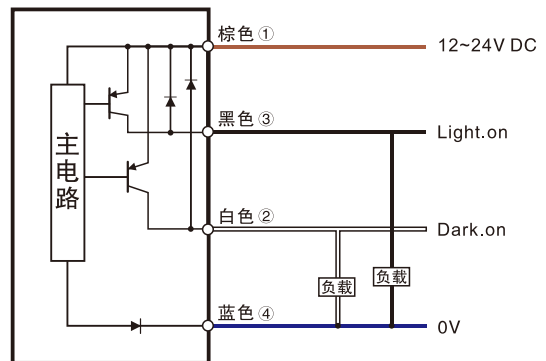 棕色 ①
12~24V DC
黑色 ③
Light.on
主电路
白色 ②
Dark.on
负载
负载
蓝色 ④
0V